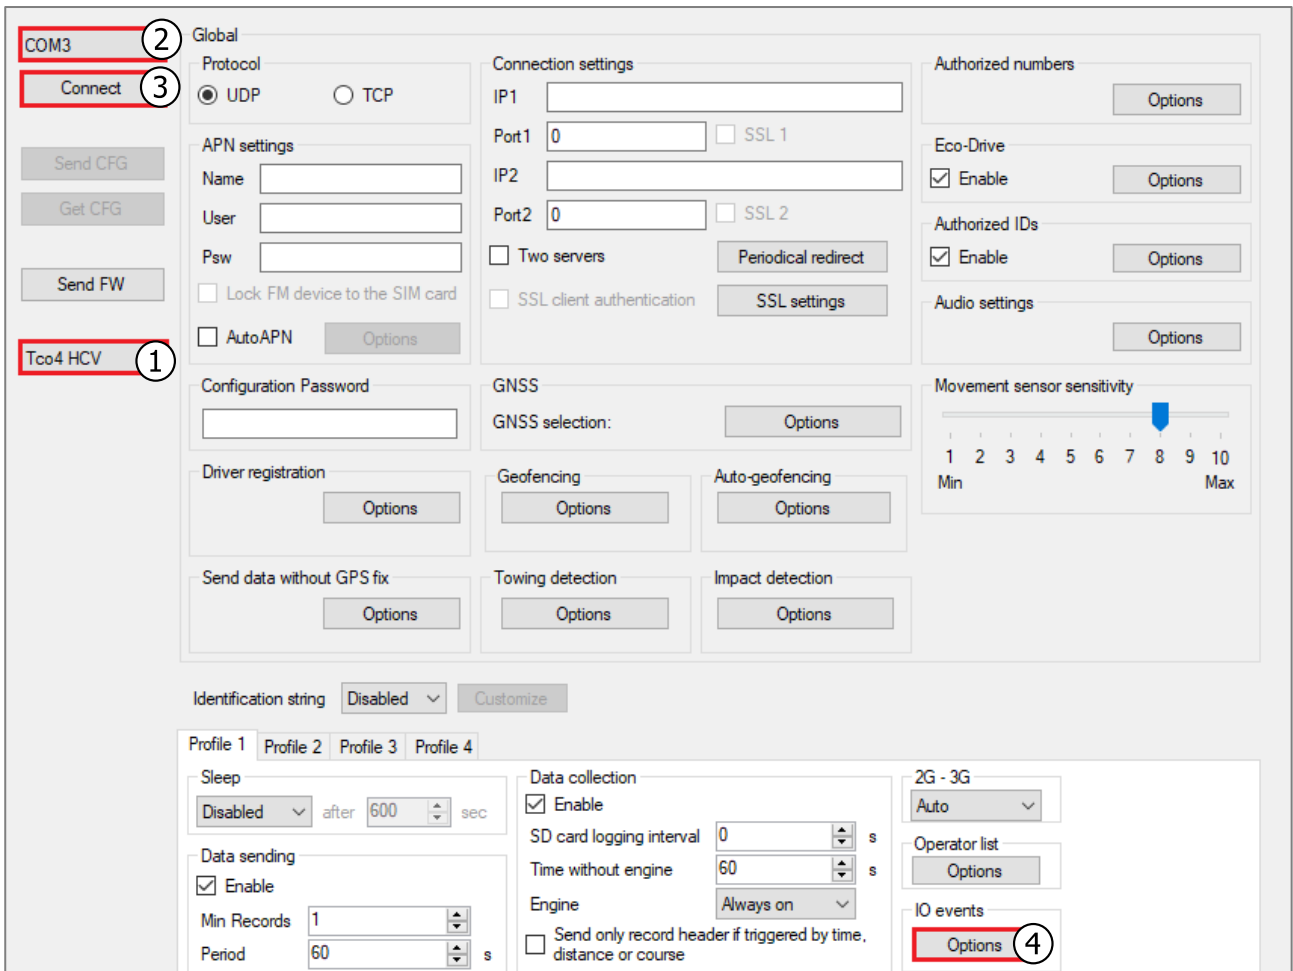 COM3
2
Connect
3
Send CFG
Get CFG
Send FW
Tco4 HCV
1
Global
Protocol
UDP
TCP
APN settings
Name
User
Psw
Lock FM device to the SIM card
AutoAPN
Options
Connection settings
IP1
Port1
0
SSL 1
IP2
Port2
0
SSL 2
Two servers
Periodical redirect
SSL client authentication
SSL settings
Authorized numbers
Options
Eco-Drive
Enable
Options
Authorized IDs
Enable
Options
Audio settings
Options
Configuration Password
GNSS
GNSS selection:
Options
Movement sensor sensitivity
1 2 3 4 5 6 7 8 9 10
Min
Max
Driver registration
Options
Geofencing
Options
Auto-geofencing
Options
Send data without GPS fix
Options
Towing detection
Options
Impact detection
Options
Identification string
Disabled
Customize
Profile 1
Profile 2
Profile 3
Profile 4
Sleep
Disabled
after
600
sec
Data sending
Enable
Min Records
1
Period
60
s
Data collection
Enable
SD card logging interval
0
s
Time without engine
60
s
Engine
Always on
Send only record header if triggered by time,
distance or course
2G - 3G
Auto
Operator list
Options
IO events
Options
4